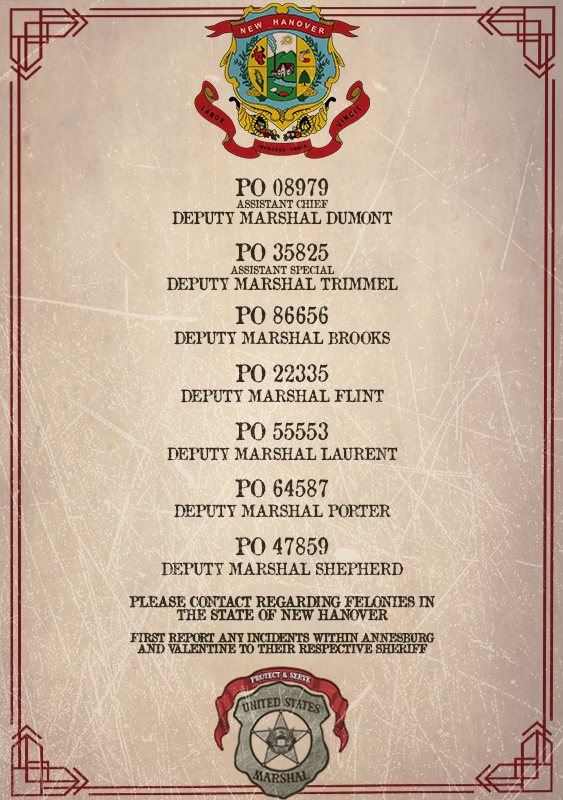 NEW HANOVER
LABOR
VINCIT
IMPROBUS OMNIA
PO 08979
ASSISTANT CHIEF
DEPUTY MARSHAL DUMONT
PO 35825
ASSISTANT SPECIAL
DEPUTY MARSHAL TRIMMEL
PO 86656
DEPUTY MARSHAL BROOKS
PO 22335
DEPUTY MARSHAL FLINT
PO 55553
DEPUTY MARSHAL LAURENT
PO 64587
DEPUTY MARSHAL PORTER
PO 47859
DEPUTY MARSHAL SHEPHERD
PLEASE CONTACT REGARDING FELONIES IN
THE STATE OF NEW HANOVER
FIRST REPORT ANY INCIDENTS WITHIN ANNESBURG
AND VALENTINE TO THEIR RESPECTIVE SHERIFF
PROTECT & SERVE
UNITED STATES
MARSHAL